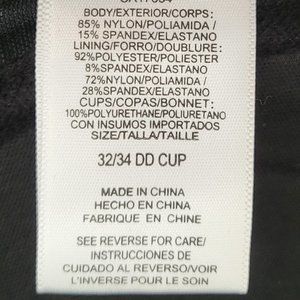 BODY/EXTERIOR/CORPS:
85% NYLON/POLIAMIDA/
15% SPANDEX/ELASTANO
LINING/FORRO/DOUBLURE:
92%POLYESTER/POLIESTER
8%SPANDEX/ELASTANO
72%NYLON/POLIAMIDA/
28%SPANDEX/ELASTANO
CUPS/COPAS/BONNET:
100%POLYURETHANE/POLIURETANO
CON INSUMOS IMPORTADOS
SIZE/TALLA/TAILLE:
32/34 DD CUP
MADE IN CHINA
HECHO EN CHINA
FABRIQUE EN CHINE
SEE REVERSE FOR CARE/
INSTRUCCIONES DE
CUIDADO AL REVERSO/VOIR
L'INVERSE POUR LE SOIN